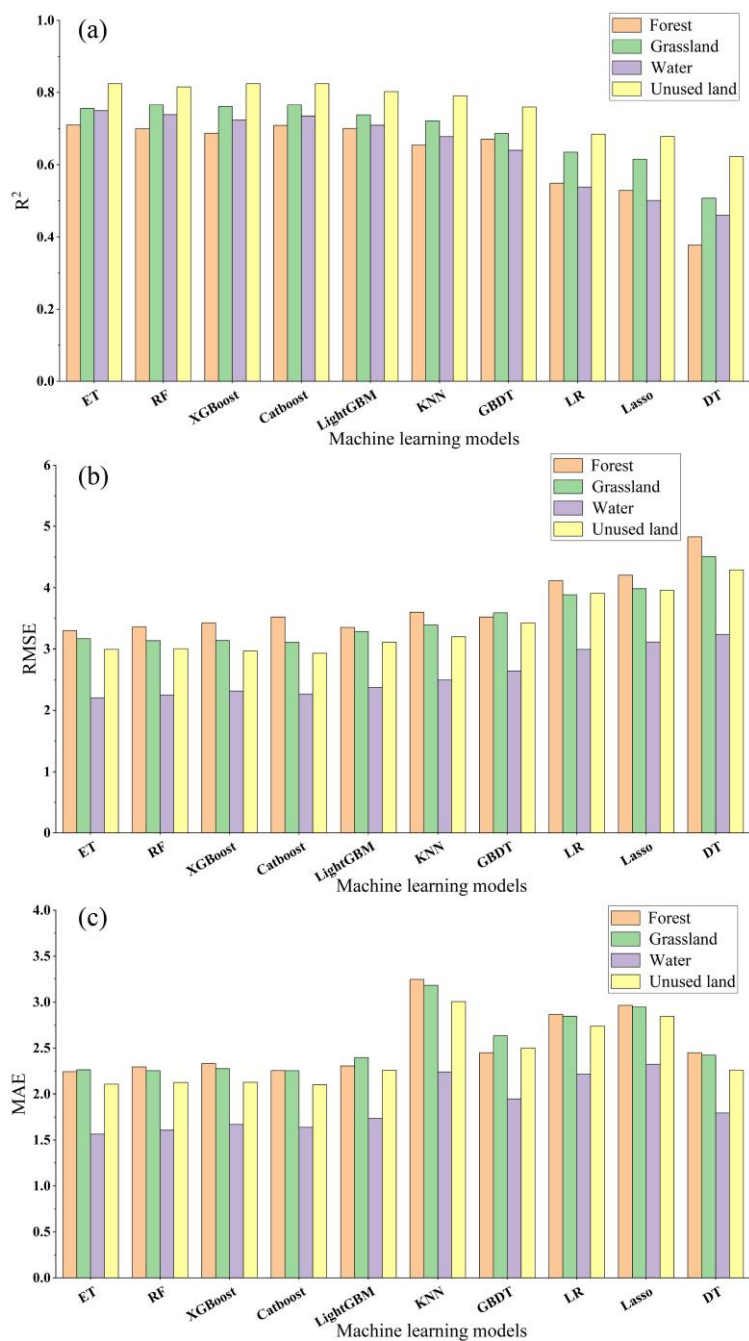 (a)
Forest
Grassland
Water
Unused land
1.0
0.8
0.6
0.4
0.2
0.0
R²
ET
RF
XGBoost
Catboost
LightGBM
KNN
GBDT
LR
Lasso
DT
Machine learning models
(b)
Forest
Grassland
Water
Unused land
6
5
4
3
2
1
0
RMSE
ET
RF
XGBoost
Catboost
LightGBM
KNN
GBDT
LR
Lasso
DT
Machine learning models
(c)
Forest
Grassland
Water
Unused land
4.0
3.5
3.0
2.5
2.0
1.5
1.0
0.5
0.0
MAE
ET
RF
XGBoost
Catboost
LightGBM
KNN
GBDT
LR
Lasso
DT
Machine learning models